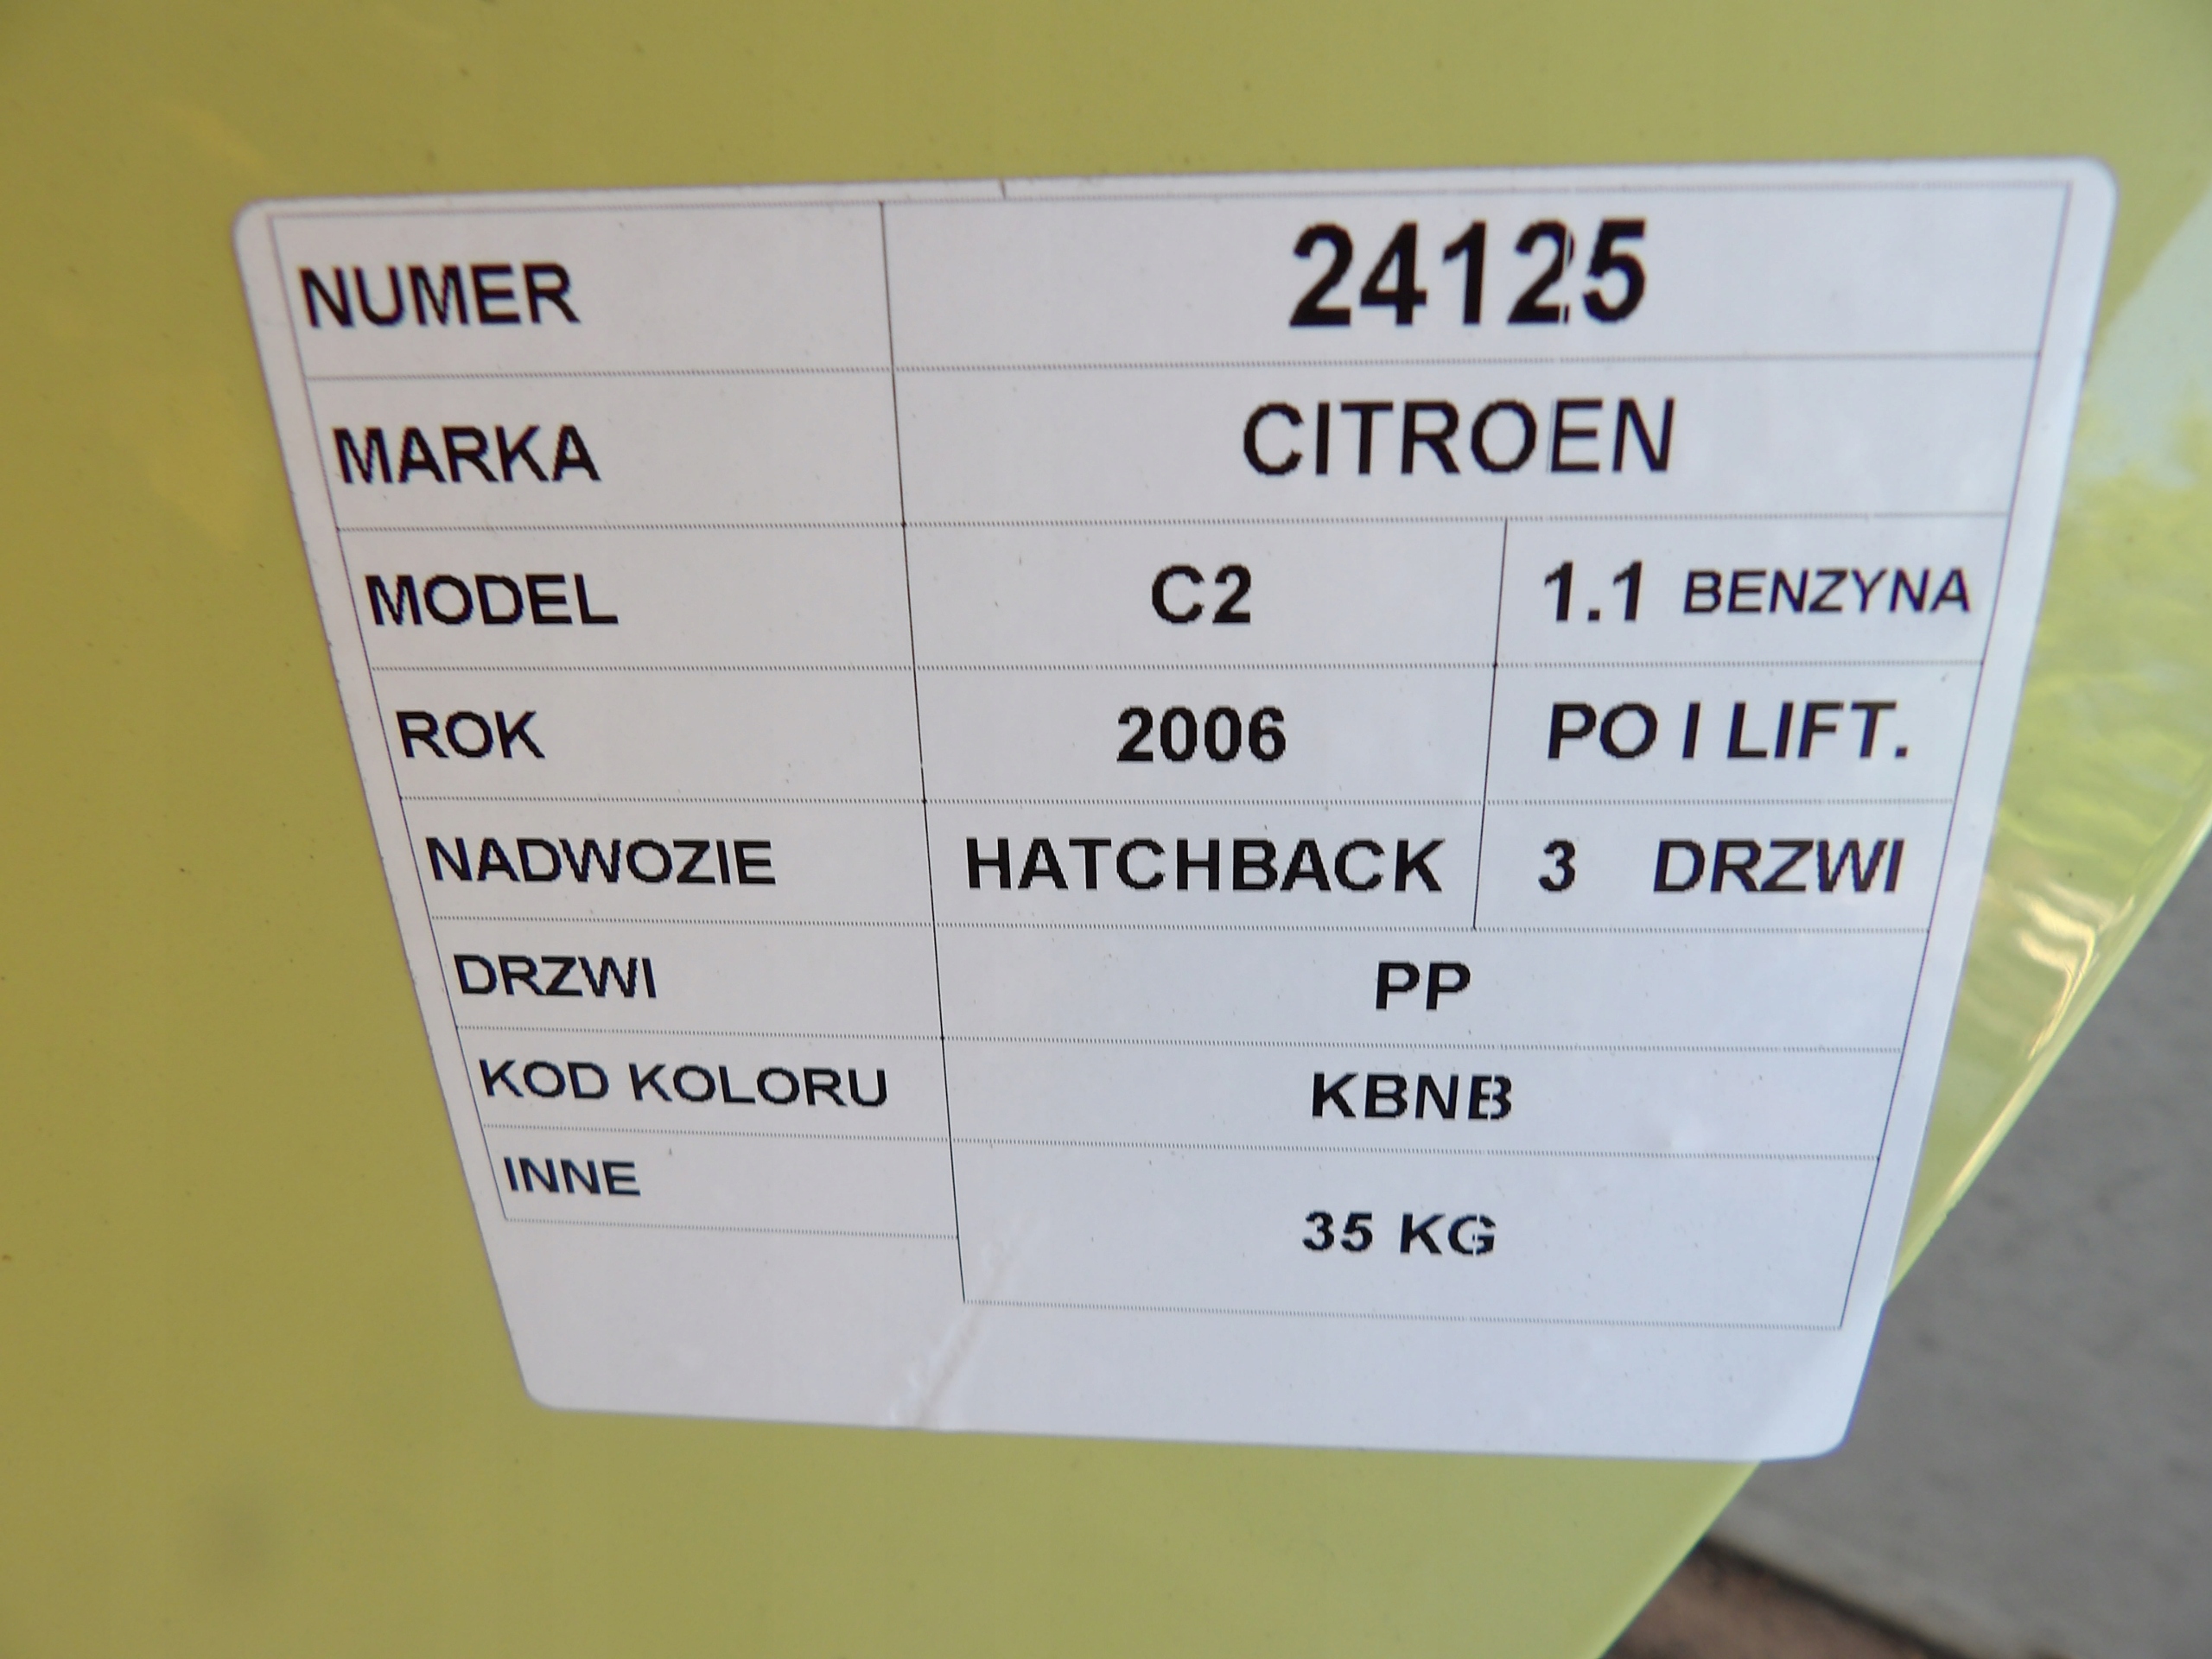 NUMER 24125
MARKA CITROEN
MODEL C2 1.1 BENZYNA
ROK 2006 PO I LIFT.
NADWOZIE HATCHBACK 3 DRZWI
DRZWI PP
KOD KOLORU KBNB
INNE 35 KG